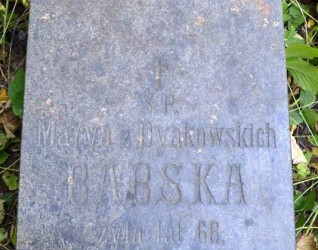 Ś.P.
Marya z Dyakowskich
BABSKA
żyła lat 68.